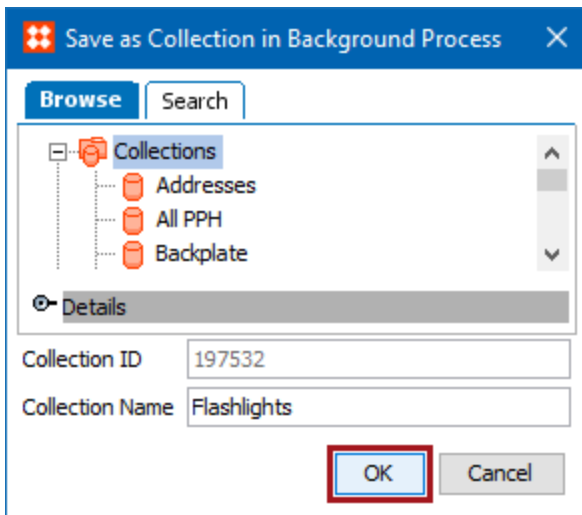 Save as Collection in Background Process
Browse Search
Collections
Addresses
All PPH
Backplate
Details
Collection ID 197532
Collection Name Flashlights
OK Cancel